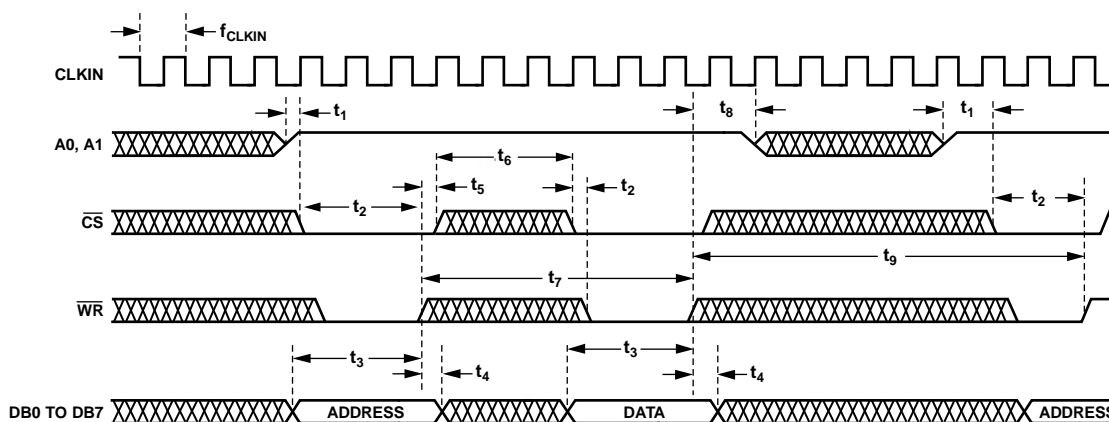 fCLKIN
CLKIN
t1
t8
t1
A0, A1
t6
t5
t2
t2
t2
CS
t9
t7
WR
t3
t3
t4
t4
DB0 TO DB7
ADDRESS
DATA
ADDRESS